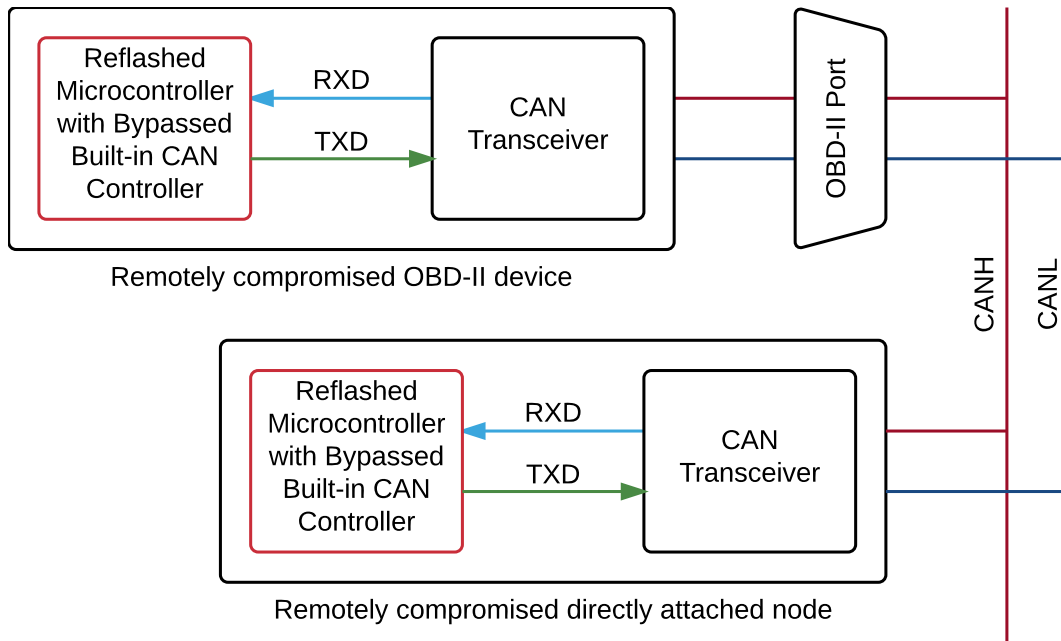 Reflashed
Microcontroller
with Bypassed
Built-in CAN
Controller
RXD
TXD
CAN
Transceiver
OBD-II Port
Remotely compromised OBD-II device
CANH
CANL
Reflashed
Microcontroller
with Bypassed
Built-in CAN
Controller
RXD
TXD
CAN
Transceiver
Remotely compromised directly attached node